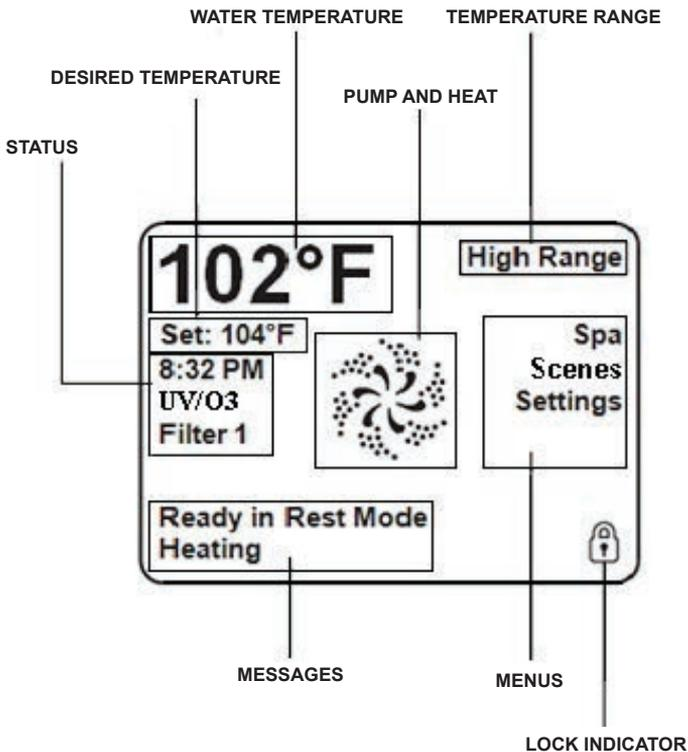 WATER TEMPERATURE
TEMPERATURE RANGE
DESIRED TEMPERATURE
PUMP AND HEAT
STATUS
102°F
High Range
Set: 104°F
8:32 PM
UV/O3
Filter 1
Spa
Scenes
Settings
Ready in Rest Mode
Heating
MESSAGES
MENUS
LOCK INDICATOR